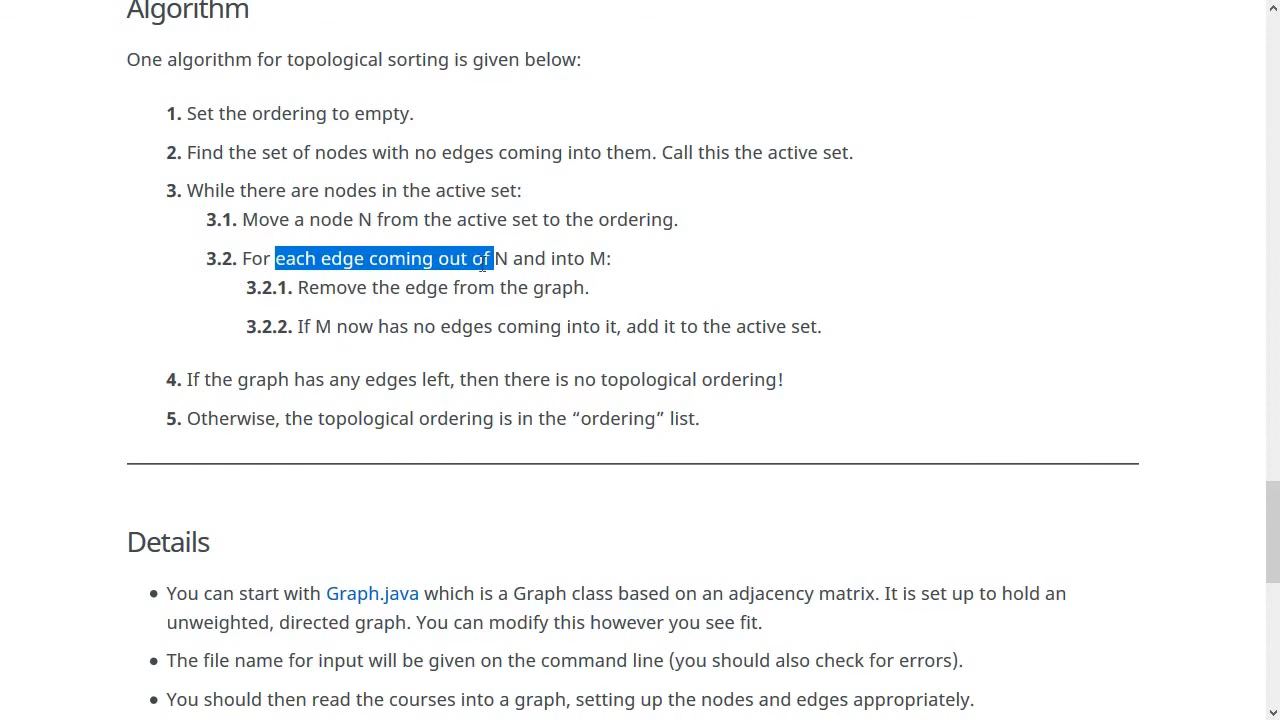 Algorithm
One algorithm for topological sorting is given below:
1. Set the ordering to empty.
2. Find the set of nodes with no edges coming into them. Call this the active set.
3. While there are nodes in the active set:
3.1. Move a node N from the active set to the ordering.
3.2. For each edge coming out of N and into M:
3.2.1. Remove the edge from the graph.
3.2.2. If M now has no edges coming into it, add it to the active set.
4. If the graph has any edges left, then there is no topological ordering!
5. Otherwise, the topological ordering is in the “ordering” list.
Details
• You can start with Graph.java which is a Graph class based on an adjacency matrix. It is set up to hold an
unweighted, directed graph. You can modify this however you see fit.
• The file name for input will be given on the command line (you should also check for errors).
• You should then read the courses into a graph, setting up the nodes and edges appropriately.